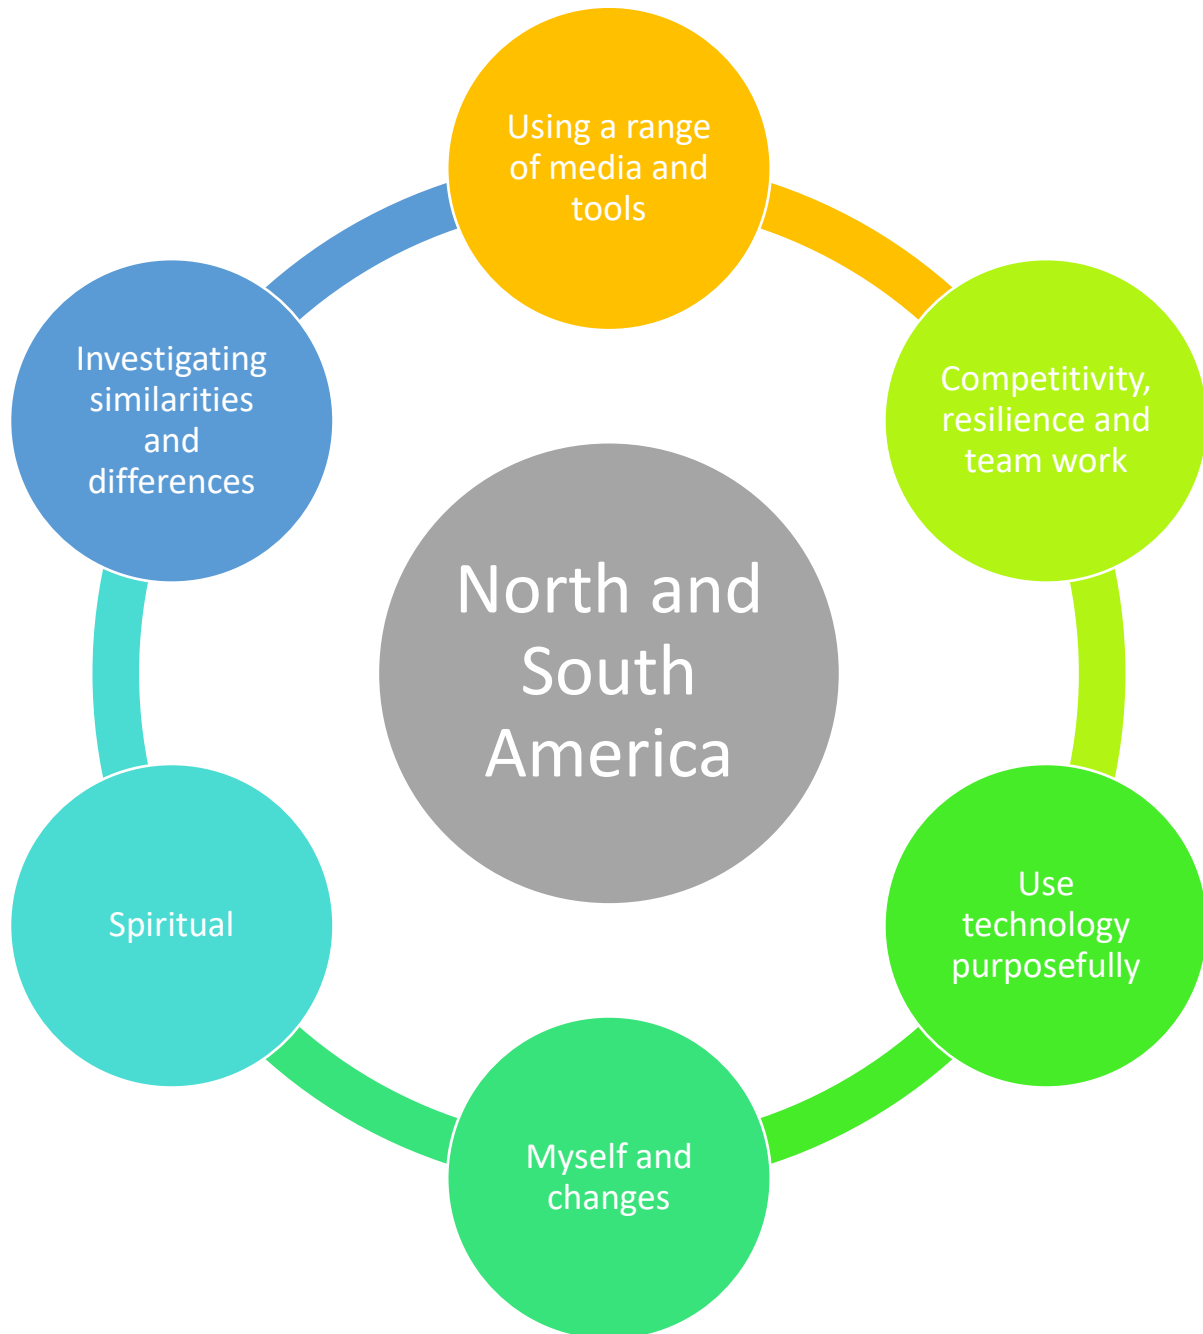 Using a range
of media and
tools
Competitivity,
resilience and
team work
Use
technology
purposefully
Myself and
changes
Spiritual
Investigating
similarities
and
differences
North and
South
America